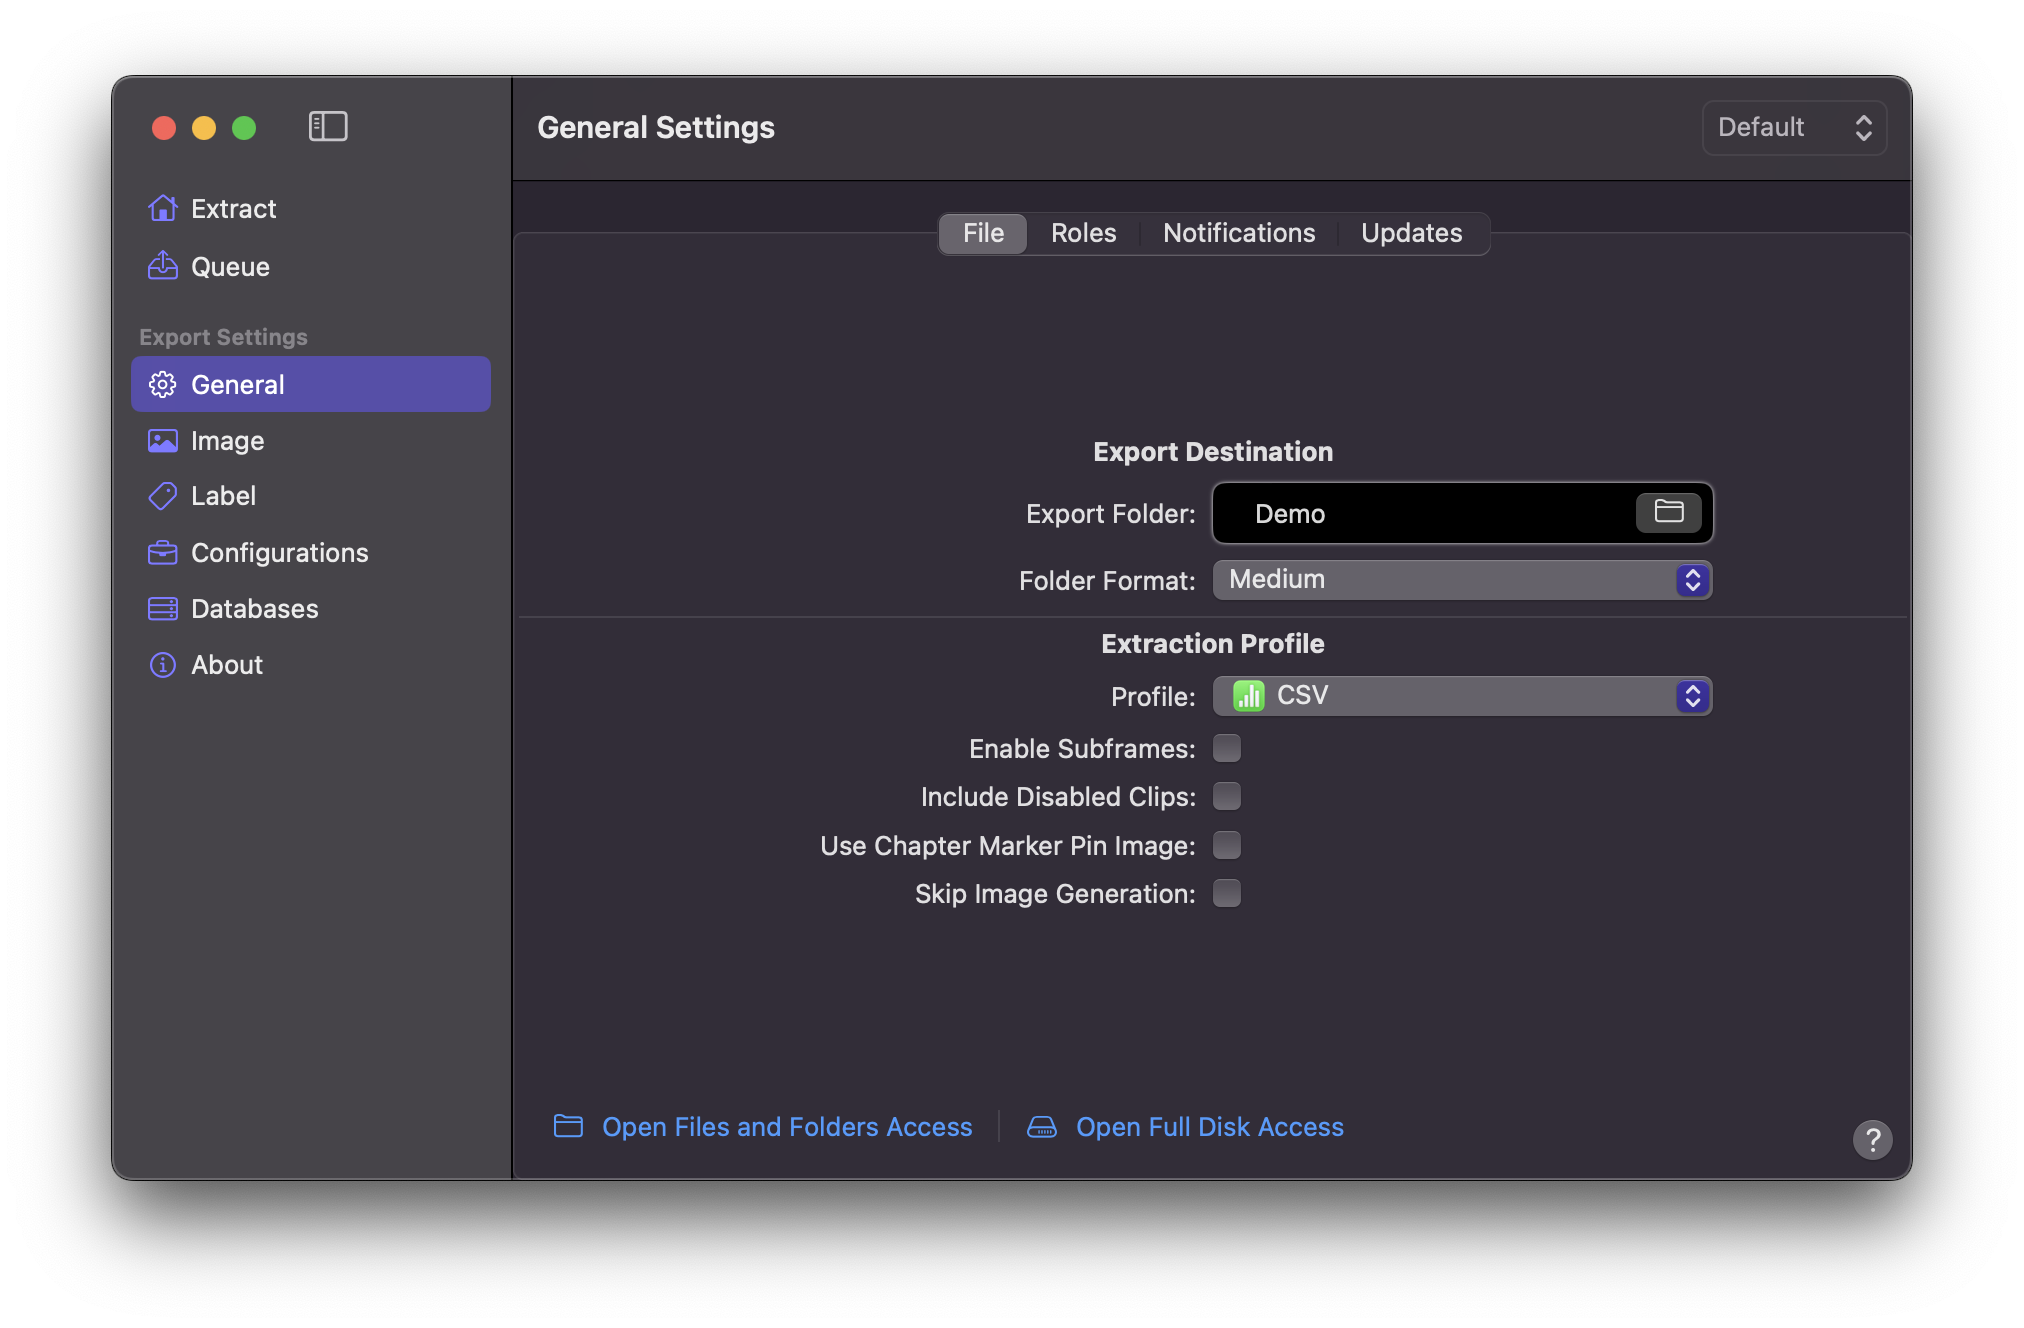 General Settings
Default
Extract
Queue
Export Settings
General
Image
Label
Configurations
Databases
About
File Roles Notifications Updates
Export Destination
Export Folder: Demo
Folder Format: Medium
Extraction Profile
Profile: CSV
Enable Subframes:
Include Disabled Clips:
Use Chapter Marker Pin Image:
Skip Image Generation:
Open Files and Folders Access Open Full Disk Access
?